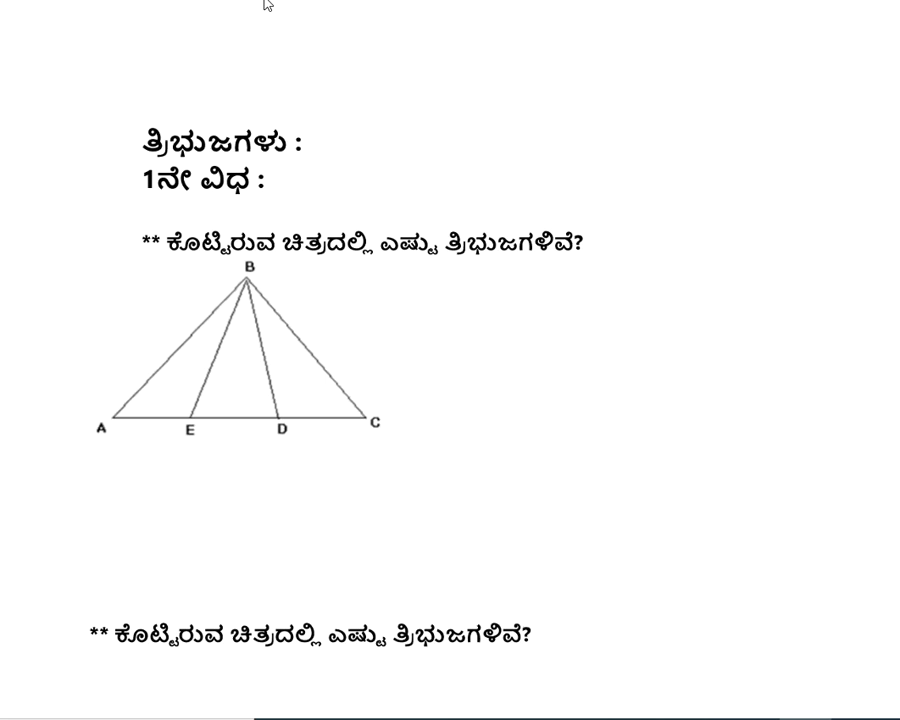 ತ್ರಿಭುಜಗಳು :
1ನೇ ವಿಧ :
** ಕೊಟ್ಟಿರುವ ಚಿತ್ರದಲ್ಲಿ ಎಷ್ಟು ತ್ರಿಭುಜಗಳಿವೆ?
B
A E D C
** ಕೊಟ್ಟಿರುವ ಚಿತ್ರದಲ್ಲಿ ಎಷ್ಟು ತ್ರಿಭುಜಗಳಿವೆ?